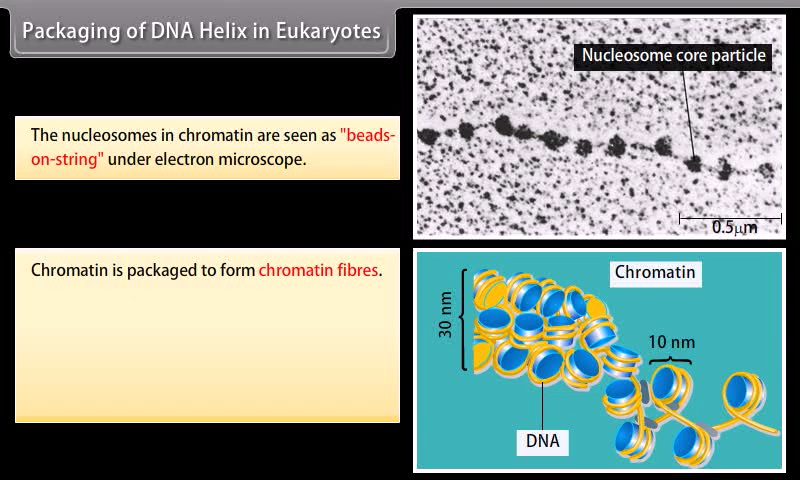 Packaging of DNA Helix in Eukaryotes
The nucleosomes in chromatin are seen as "beads-
on-string" under electron microscope.
Nucleosome core particle
0.5μm
Chromatin is packaged to form chromatin fibres.
Chromatin
30 nm
10 nm
DNA